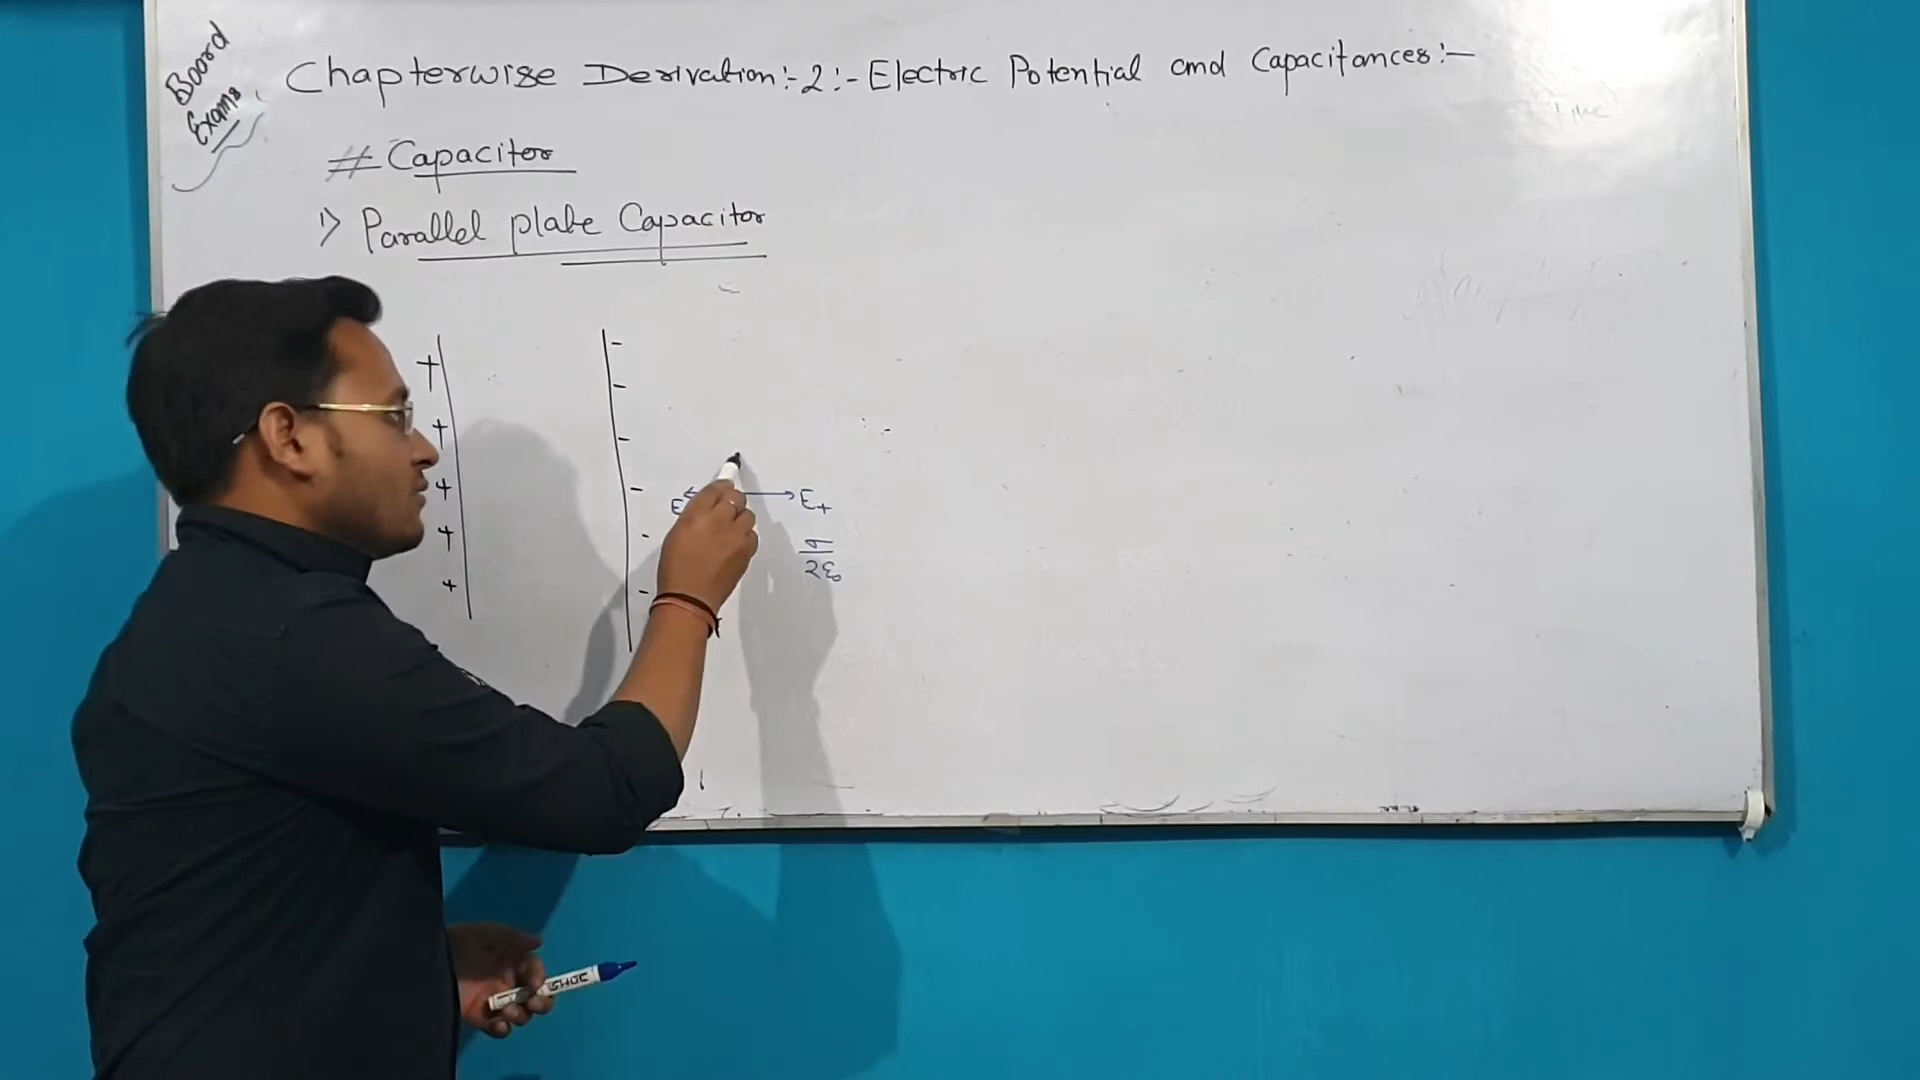 Board
Exams
Chapterwise Derivation:- 2:- Electric Potential and Capacitances:-
# Capacitor
1) Parallel plate Capacitor
+ -
+ -
+ -
+ -
+ -
+ -
E E+
σ
2ε₀